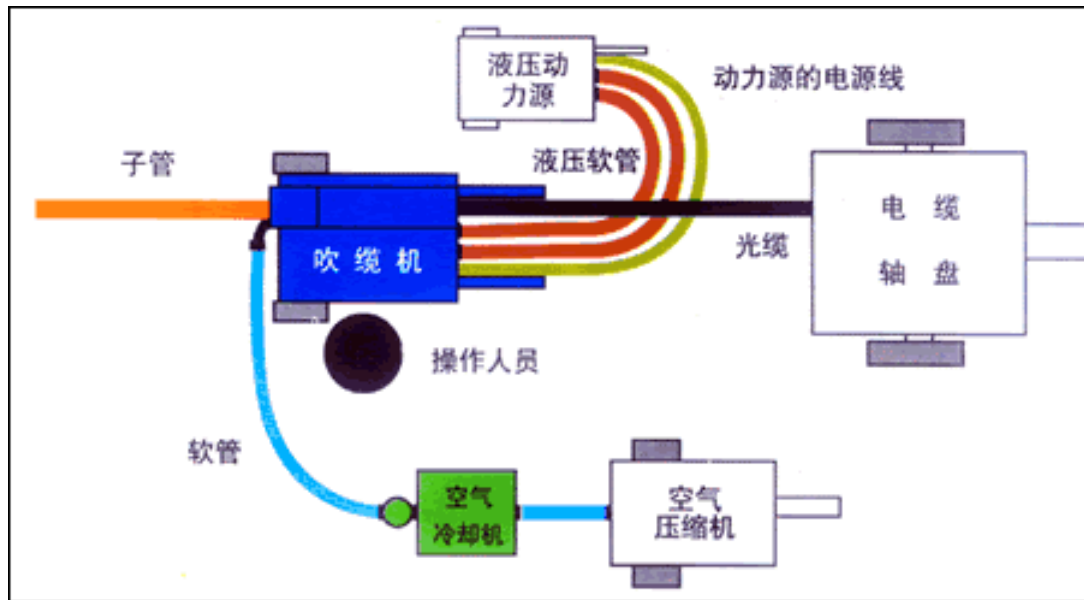 液压动
力源
动力源的电源线
子管
液压软管
电 缆
轴 盘
吹 缆 机
光缆
操作人员
软管
空气
冷却机
空气
压缩机